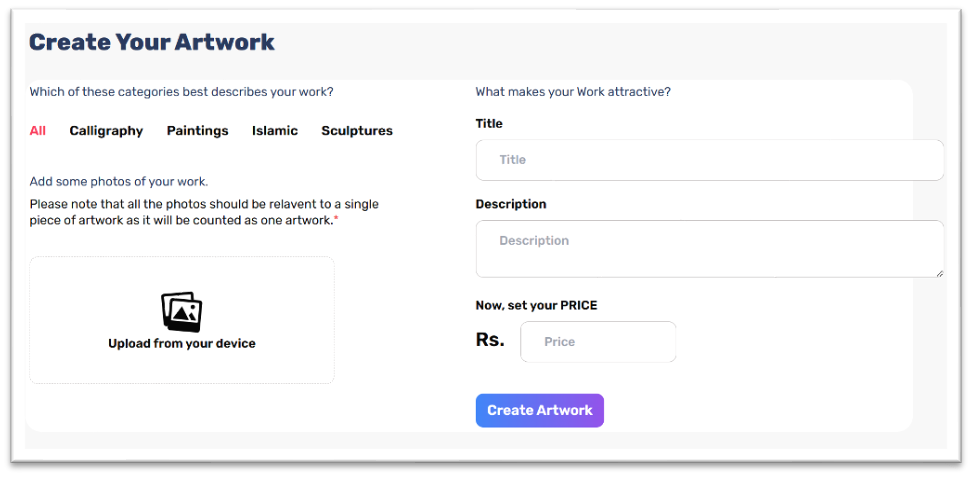 Create Your Artwork
Which of these categories best describes your work?
All Calligraphy Paintings Islamic Sculptures
Add some photos of your work.
Please note that all the photos should be relavent to a single
piece of artwork as it will be counted as one artwork.*
Upload from your device
What makes your Work attractive?
Title
Title
Description
Description
Now, set your PRICE
Rs. Price
Create Artwork